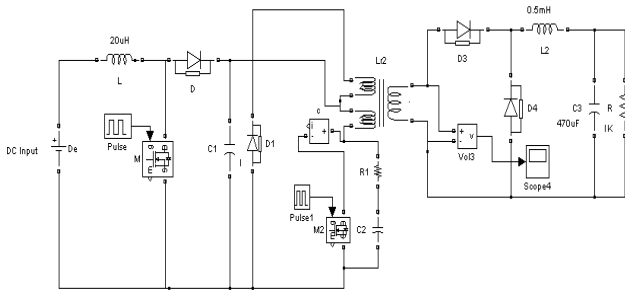 20uH
L
D
Pulse
M
DC Input
De
C1
D1
Lr2
c
i
+
R1
C2
Pulse1
M2
D3
0.5mH
L2
D4
C3
470uF
R
1K
+
-
v
Vol3
Scope4